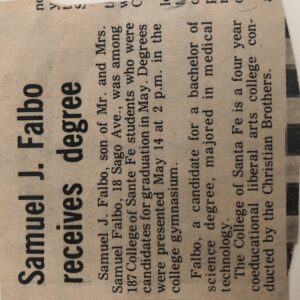 Samuel J. Falbo
receives degree
Samuel J. Falbo, son of Mr. and Mrs.
Samuel Falbo, 18 Sago Ave., was among
187 College of Sante Fe students who were
candidates for graduation in May. Degrees
were presented May 14 at 2 p.m. in the
college gymnasium.
Falbo, a candidate for a bachelor of
science degree, majored in medical
technology.
The College of Santa Fe is a four year
coeducational liberal arts college con-
ducted by the Christian Brothers.